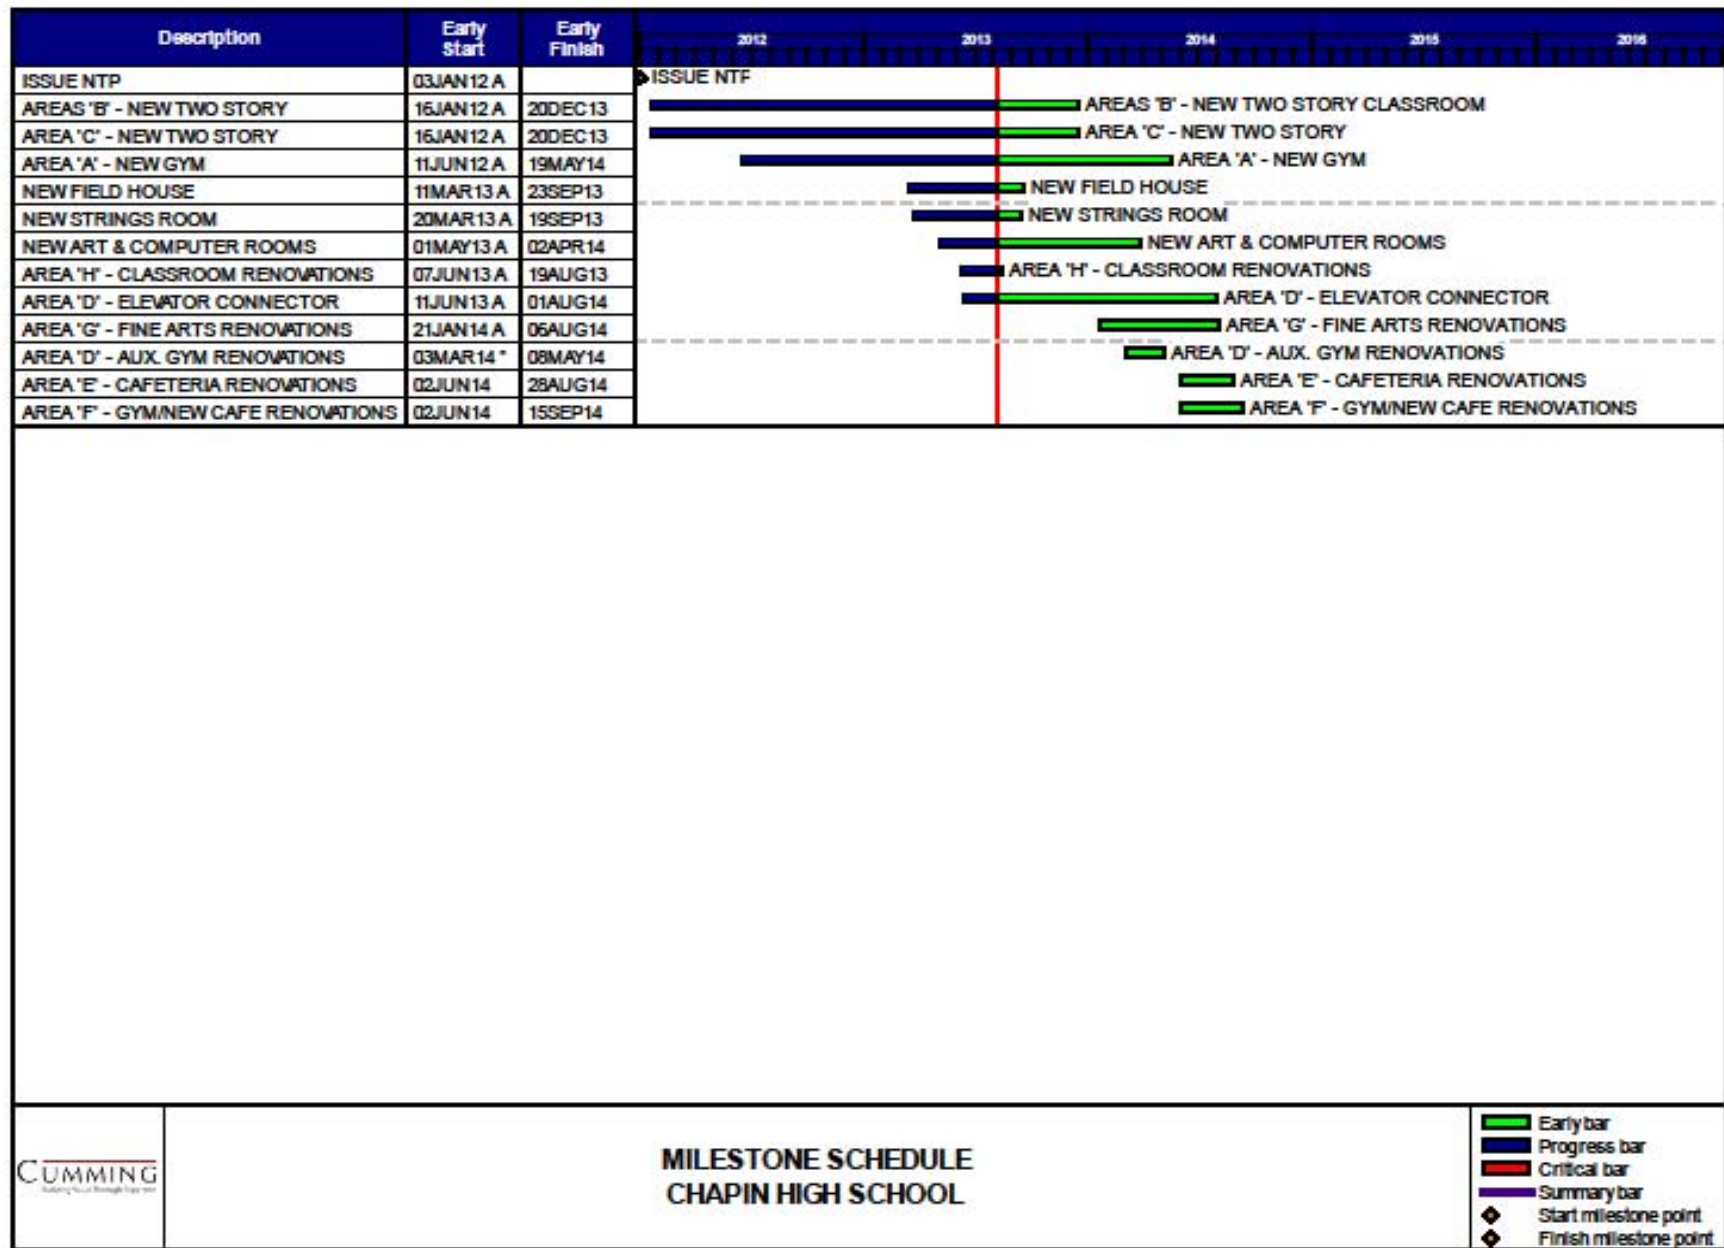 Description Early Start Early Finish 2012 2013 2014 2015 2016
ISSUE NTP 03JAN12 A ISSUE NTP
AREAS 'B' - NEW TWO STORY 16JAN12 A 20DEC13 AREAS 'B' - NEW TWO STORY CLASSROOM
AREA 'C' - NEW TWO STORY 16JAN12 A 20DEC13 AREA 'C' - NEW TWO STORY
AREA 'A' - NEW GYM 11JUN12 A 19MAY14 AREA 'A' - NEW GYM
NEW FIELD HOUSE 11MAR13 A 23SEP13 NEW FIELD HOUSE
NEW STRINGS ROOM 20MAR13 A 19SEP13 NEW STRINGS ROOM
NEW ART & COMPUTER ROOMS 01MAY13 A 02APR14 NEW ART & COMPUTER ROOMS
AREA 'H' - CLASSROOM RENOVATIONS 07JUN13 A 19AUG13 AREA 'H' - CLASSROOM RENOVATIONS
AREA 'D' - ELEVATOR CONNECTOR 11JUN13 A 01AUG14 AREA 'D' - ELEVATOR CONNECTOR
AREA 'G' - FINE ARTS RENOVATIONS 21JAN14 A 06AUG14 AREA 'G' - FINE ARTS RENOVATIONS
AREA 'D' - AUX. GYM RENOVATIONS 03MAR14 * 08MAY14 AREA 'D' - AUX. GYM RENOVATIONS
AREA 'E' - CAFETERIA RENOVATIONS 02JUN14 28AUG14 AREA 'E' - CAFETERIA RENOVATIONS
AREA 'F' - GYM/NEW CAFE RENOVATIONS 02JUN14 15SEP14 AREA 'F' - GYM/NEW CAFE RENOVATIONS
CUMMING
MILESTONE SCHEDULE
CHAPIN HIGH SCHOOL
Early bar
Progress bar
Critical bar
Summary bar
Start milestone point
Finish milestone point